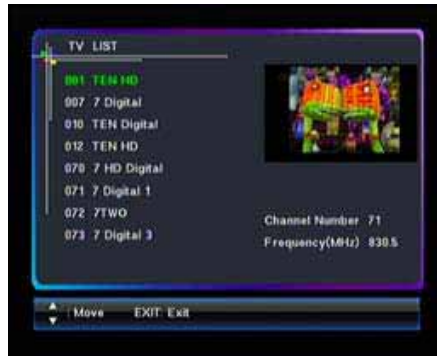 TV LIST
001 TEN HD
007 7 Digital
010 TEN Digital
012 TEN HD
070 7 HD Digital
071 7 Digital 1
072 7TWO
073 7 Digital 3
Channel Number 71
Frequency(MHz) 830.5
Move EXIT: Exit